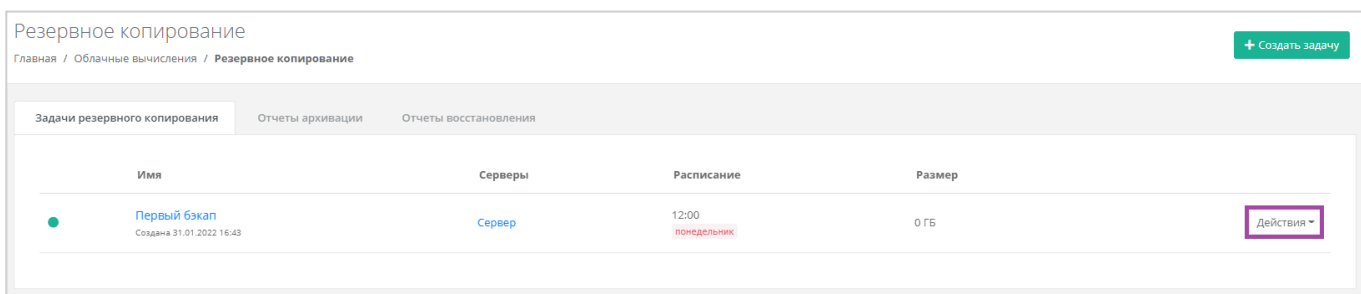 Резервное копирование
+ Создать задачу
Главная / Облачные вычисления / Резервное копирование
Задачи резервного копирования Отчеты архивации Отчеты восстановления
Имя Серверы Расписание Размер
Первый бэкап Сервер 12:00 0 ГБ Действия
Создана 31.01.2022 16:43 понедельник